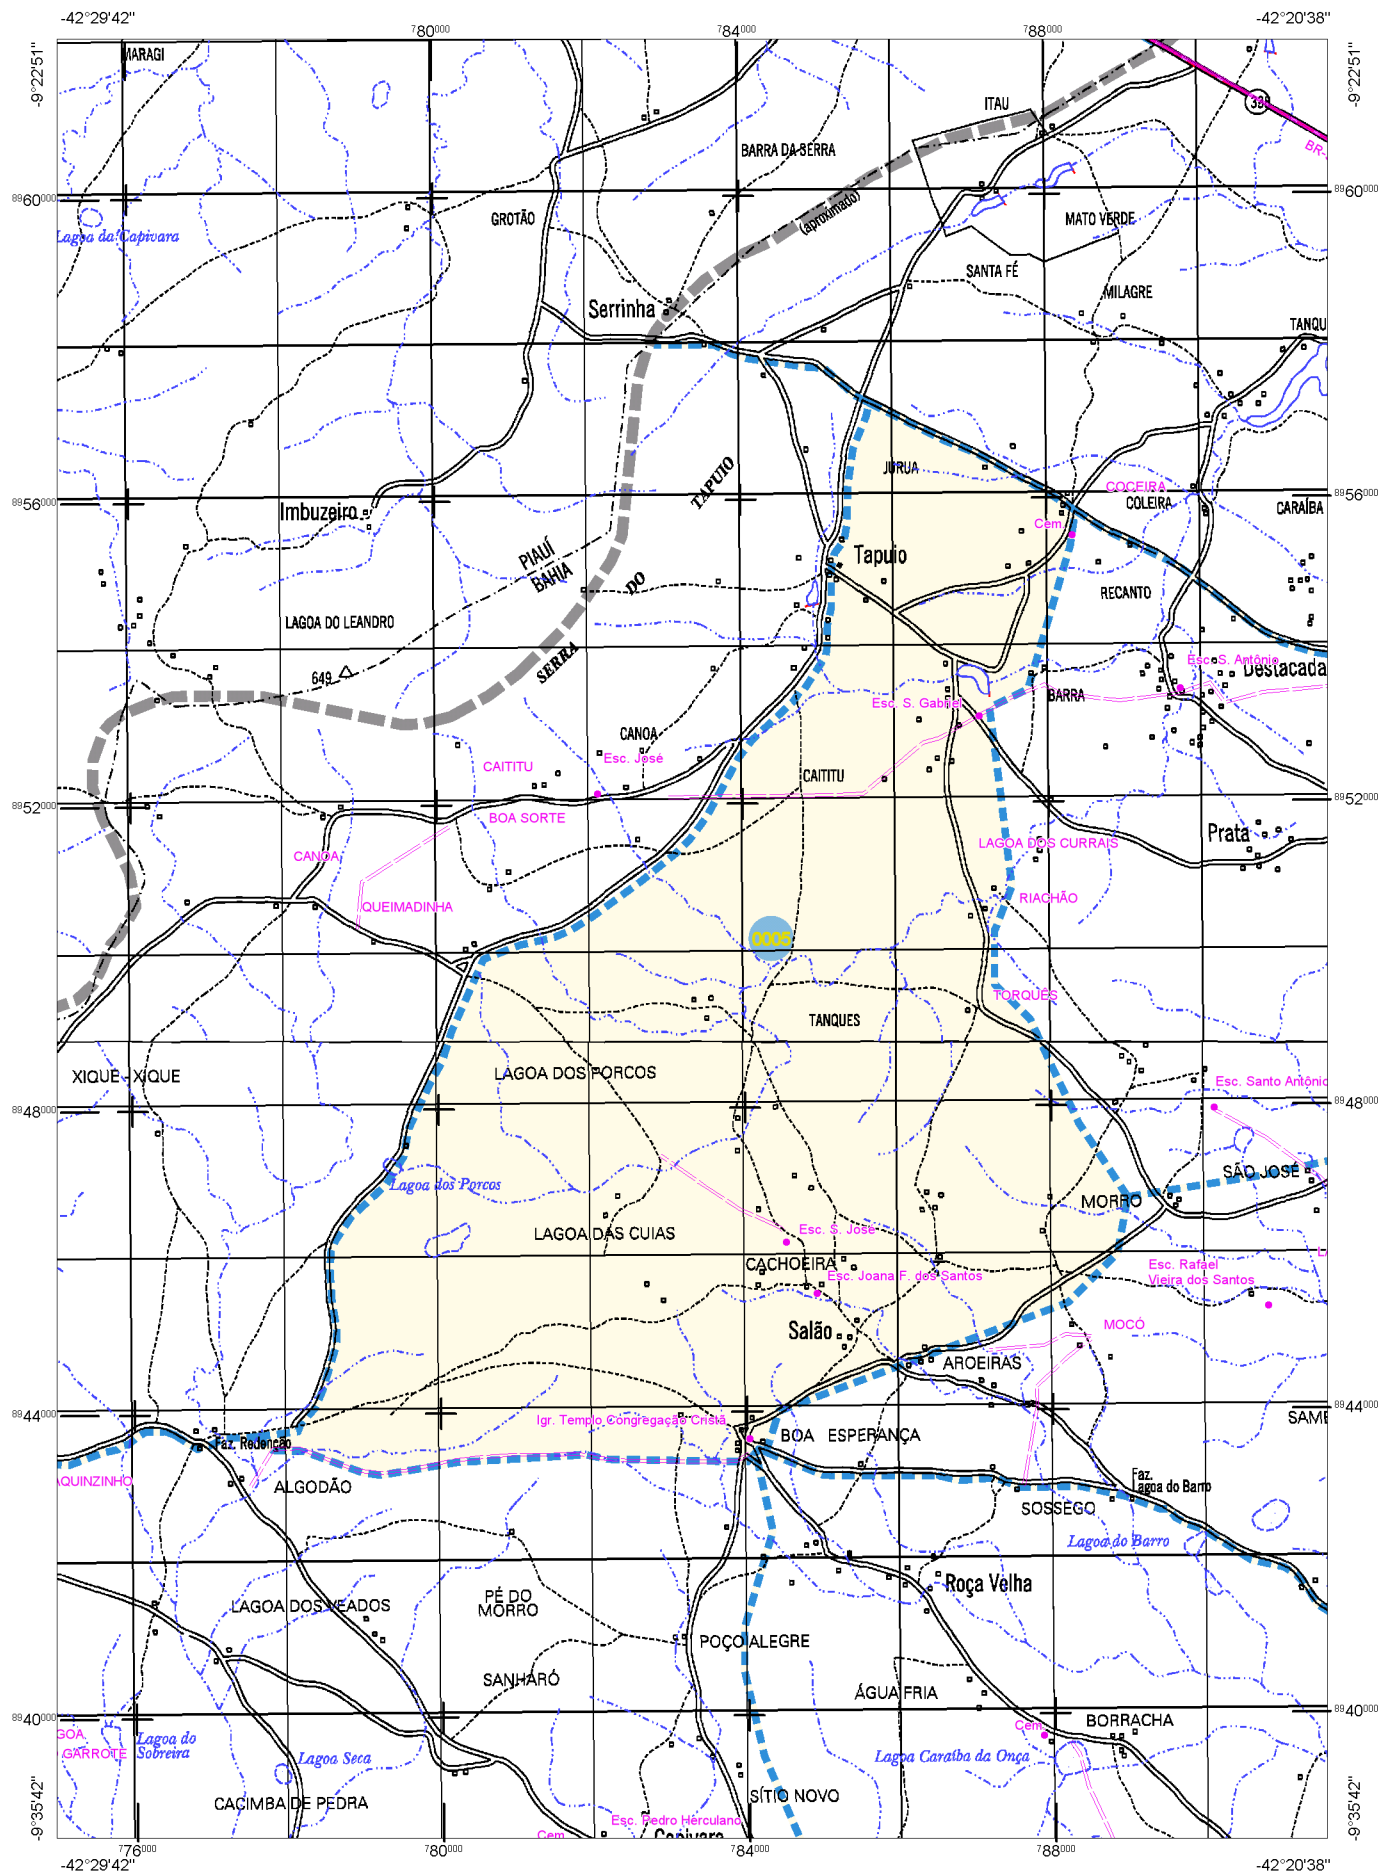 -42°29'42"
-42°20'38"
780000
784000
788000
-9°22'51"
-9°22'51"
MARAGI
ITAU
335
BR-
BARRA DA SERRA
8960000
8960000
(aproximado)
GROTÃO
MATO VERDE
Lagoa da Capivara
SANTA FÉ
MILAGRE
Serrinha
TANQU
JURUA
TAPUIO
COCEIRA
8956000
8956000
COLEIRA
CARAÍBA
Imbuzeiro
Cem.
PIAUÍ
BAHIA
Tapuio
DO
RECANTO
LAGOA DO LEANDRO
SERRA
Esc. S. Antônio
Destacada
649
BARRA
Esc. S. Gabriel
CANOA
Esc. José
CAITITU
CAITITU
8952000
8952000
BOA SORTE
Prata
LAGOA DOS CURRAIS
CANOA
RIACHÃO
QUEIMADINHA
0005
TORQUÊS
TANQUES
LAGOA DOS PORCOS
XIQUE-XIQUE
Esc. Santo Antônio
8948000
8948000
SÃO JOSÉ
Lagoa dos Porcos
MORRO
Esc. S. José
LAGOA DAS CUIAS
CACHOEIRA
Esc. Rafael
Vieira dos Santos
Esc. Joana F. dos Santos
MOCÓ
Salão
AROEIRAS
8944000
8944000
SAME
Igr. Templo Congregação Cristã
BOA ESPERANÇA
Faz. Redenção
AQUINZINHO
ALGODÃO
Faz.
Lagoa do Barro
SOSSEGO
Lagoa do Barro
Roça Velha
PÉ DO
MORRO
LAGOA DOS VEADOS
POÇO ALEGRE
SANHARÓ
ÁGUA FRIA
8940000
8940000
BORRACHA
Cem.
GOA
GARROTE
Lagoa do
Sobreira
Lagoa Seca
Lagoa Caraíba da Onça
SÍTIO NOVO
CACIMBA DE PEDRA
Esc. Pedro Herculano
Cem.
Capivara
-9°35'42"
-9°35'42"
776000
780000
784000
788000
-42°29'42"
-42°20'38"